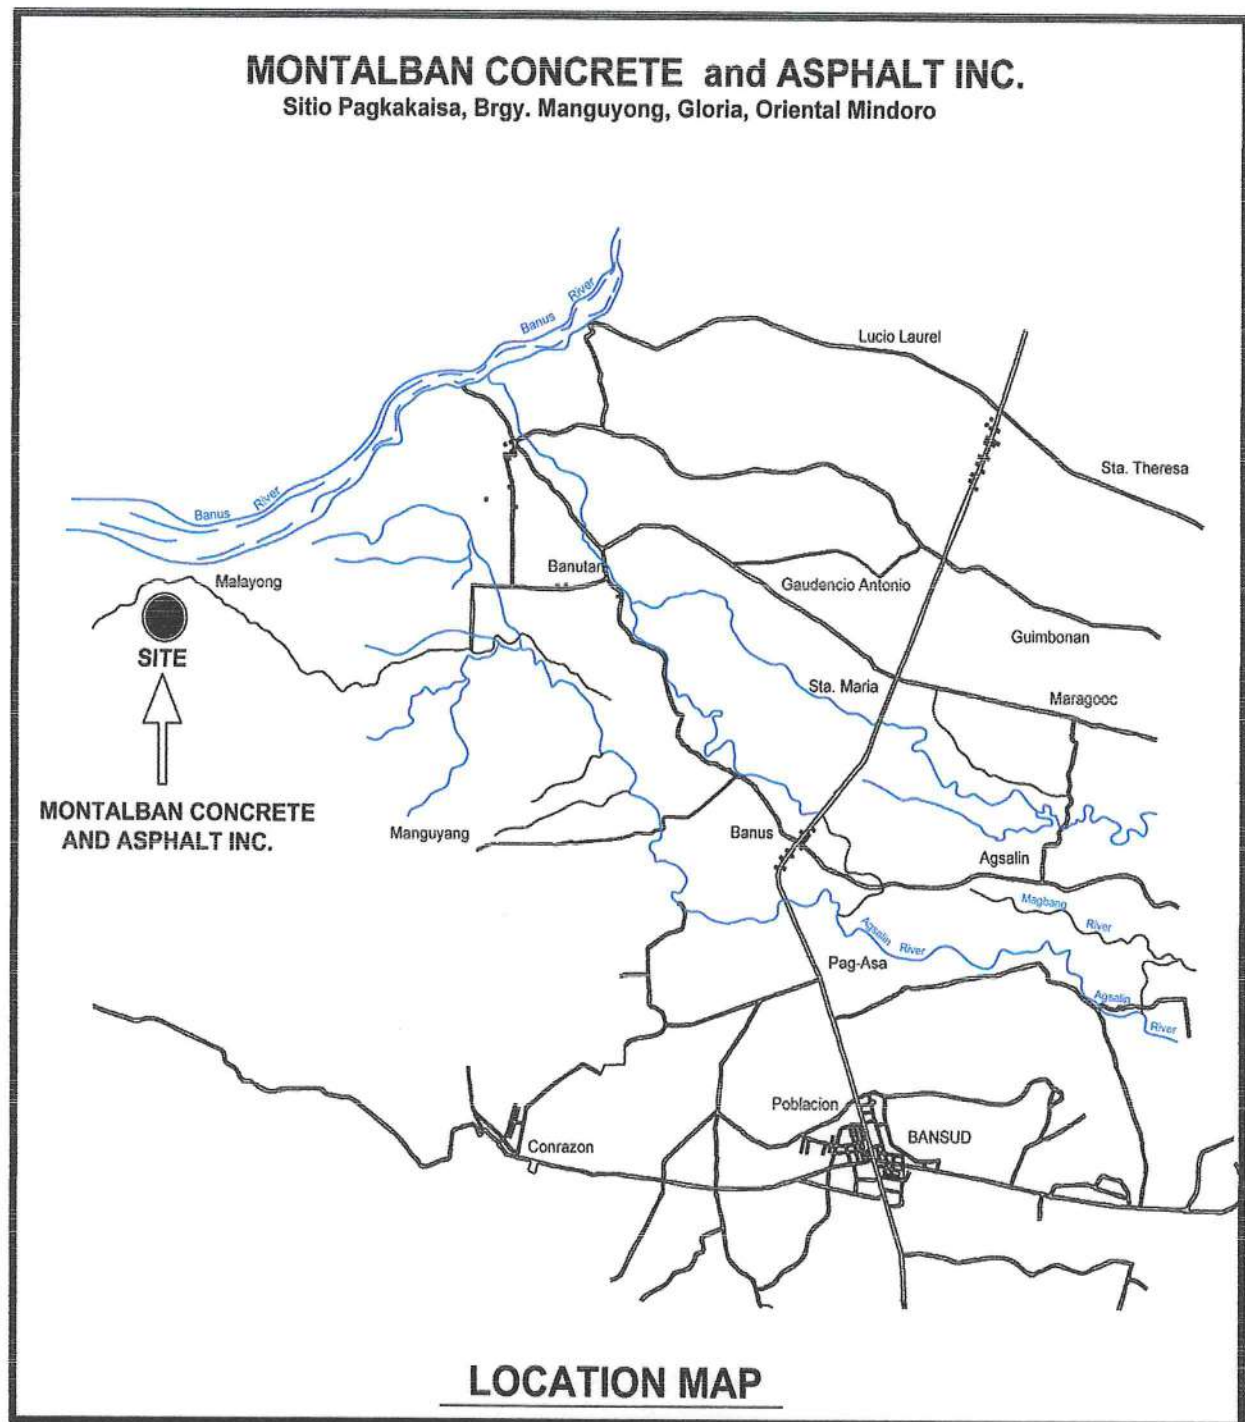 MONTALBAN CONCRETE and ASPHALT INC.
Sitio Pagkakaisa, Brgy. Manguyong, Gloria, Oriental Mindoro
Banus River
Lucio Laurel
Sta. Theresa
Banus River
Malayong
Banutan
Gaudencio Antonio
Guimbonan
SITE
Sta. Maria
Maragooc
MONTALBAN CONCRETE
AND ASPHALT INC.
Manguyang
Banus
Agsalin
Magbang River
Agsalin River
Pag-Asa
Agsalin River
Poblacion
BANSUD
Conrazon
LOCATION MAP